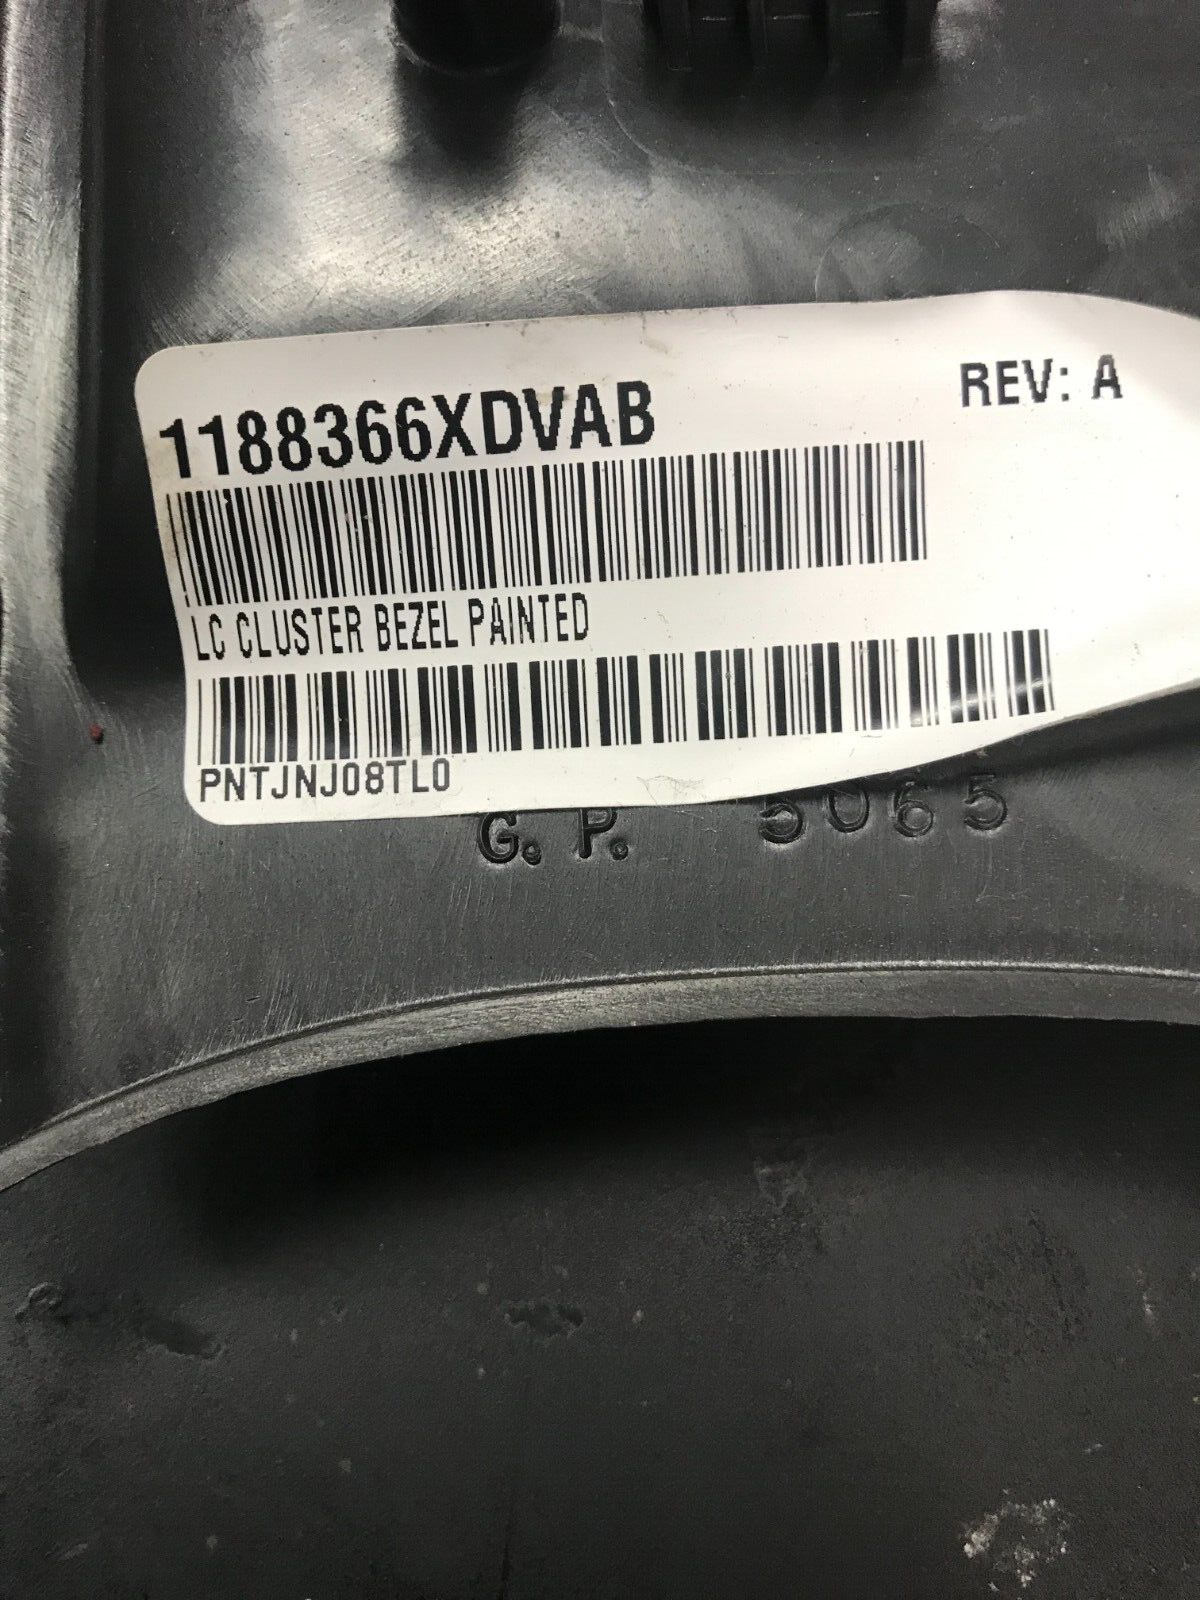 1188366XDVAB
REV: A
LC CLUSTER BEZEL PAINTED
PNTJNJ08TL0
G. P. 5065